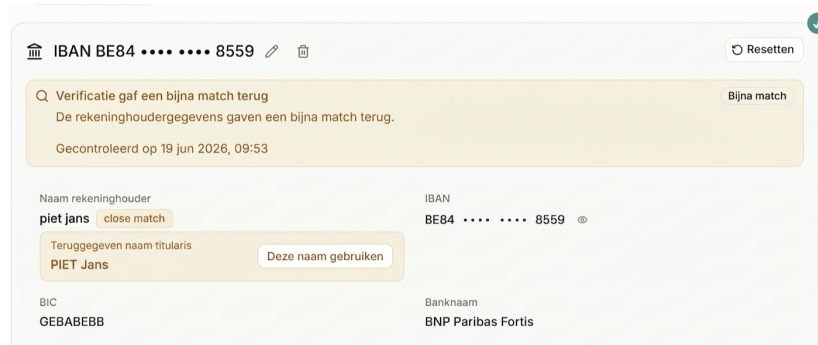 IBAN BE84 •••• •••• 8559
Resetten
Verificatie gaf een bijna match terug
Bijna match
De rekeninghoudergegevens gaven een bijna match terug.
Gecontroleerd op 19 jun 2026, 09:53
Naam rekeninghouder
piet jans close match
IBAN
BE84 •••• •••• 8559
Teruggegeven naam titularis
PIET Jans
Deze naam gebruiken
BIC
GEBABEBB
Banknaam
BNP Paribas Fortis